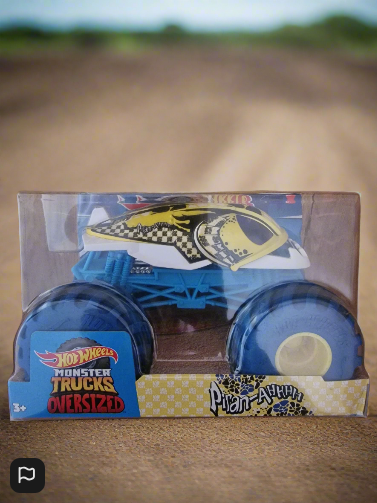 HOT WHEELS
MONSTER
TRUCKS
OVERSIZED
3+
Piran-AHHHH